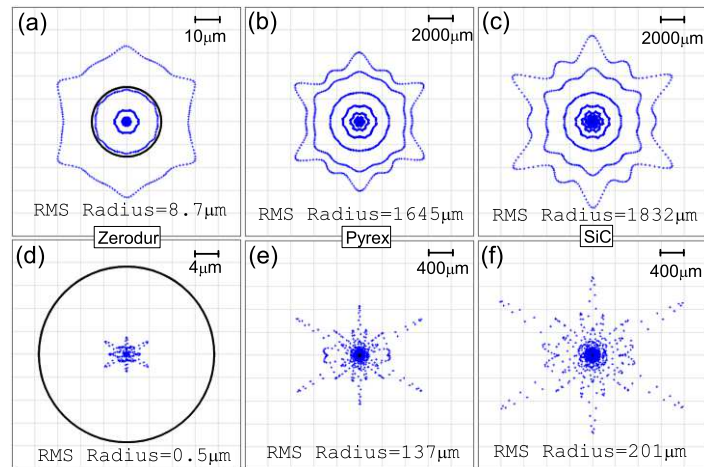 (a)
10μm
RMS Radius=8.7μm
(b)
2000μm
RMS Radius=1645μm
(c)
2000μm
RMS Radius=1832μm
Zerodur
Pyrex
SiC
(d)
4μm
RMS Radius=0.5μm
(e)
400μm
RMS Radius=137μm
(f)
400μm
RMS Radius=201μm